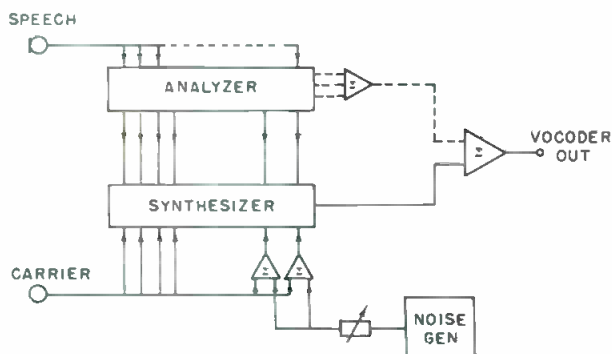 SPEECH
ANALYZER
Σ
Σ
VOCODER
OUT
SYNTHESIZER
CARRIER
Σ
Σ
NOISE
GEN